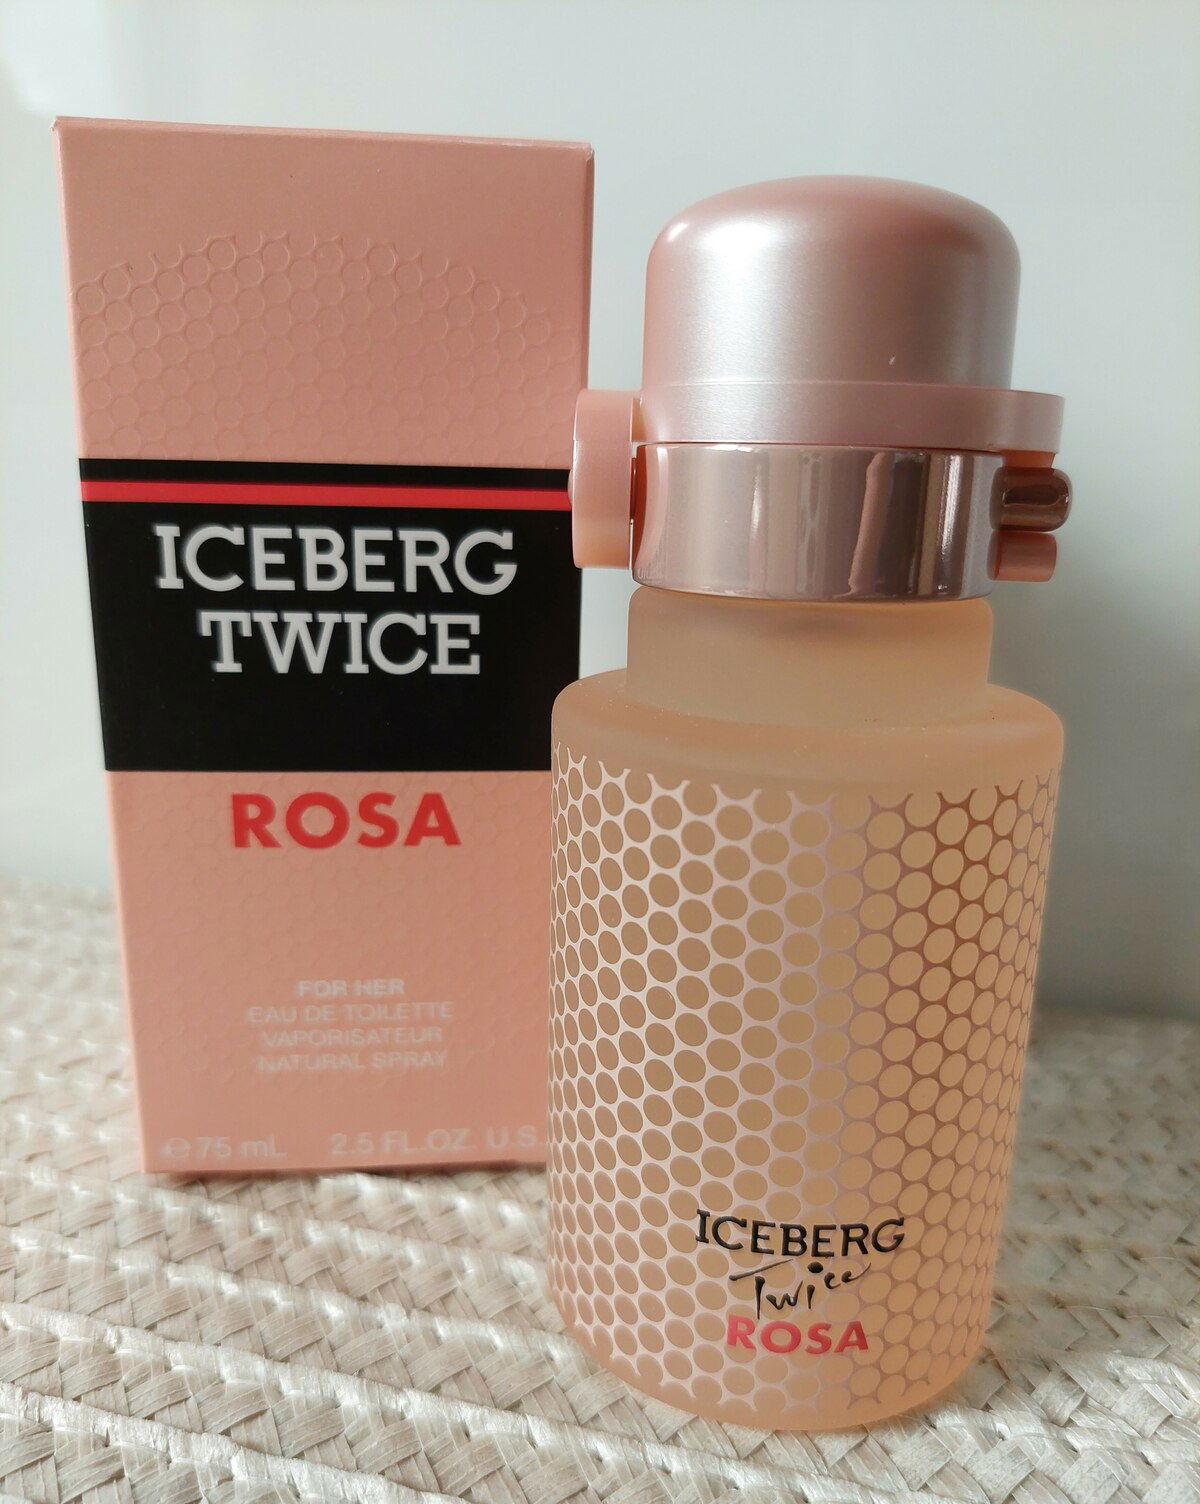 ICEBERG
TWICE
ROSA
FOR HER
EAU DE TOILETTE
VAPORISATEUR
NATURAL SPRAY
℮ 75 mL 2.5 FL.OZ. U.S.
ICEBERG
Twice
ROSA